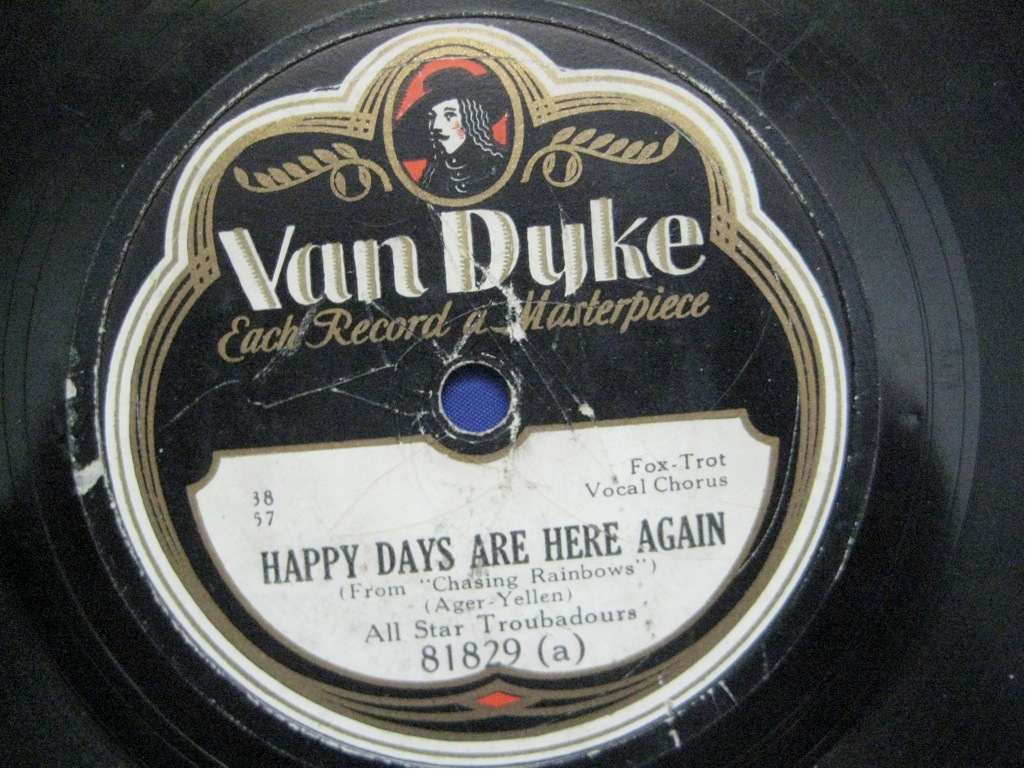 Van Dyke
Each Record a Masterpiece
Fox-Trot
38 Vocal Chorus
57
HAPPY DAYS ARE HERE AGAIN
(From "Chasing Rainbows")
(Ager-Yellen)
All Star Troubadours
81829 (a)